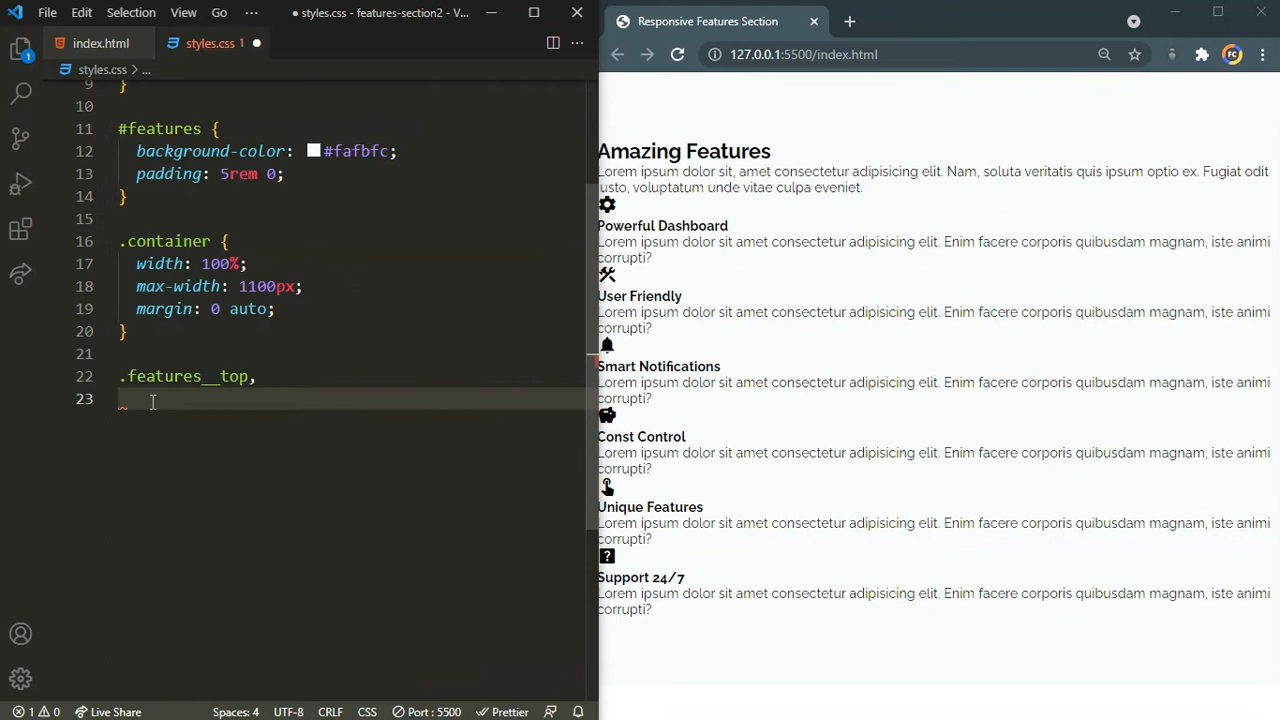 File Edit Selection View Go ··· ● styles.css - features-section2 - V...
index.html styles.css 1 ●
styles.css > ...
9 }
10
11 #features {
12 background-color: #fafbfc;
13 padding: 5rem 0;
14 }
15
16 .container {
17 width: 100%;
18 max-width: 1100px;
19 margin: 0 auto;
20 }
21
22 .features__top,
23
1
1 0 Live Share Spaces: 4 UTF-8 CRLF CSS Port : 5500 Prettier
Responsive Features Section
127.0.0.1:5500/index.html
FC
Amazing Features
Lorem ipsum dolor sit, amet consectetur adipisicing elit. Nam, soluta veritatis quis ipsum optio ex. Fugiat odit
iusto, voluptatum unde vitae culpa eveniet.
Powerful Dashboard
Lorem ipsum dolor sit amet consectetur adipisicing elit. Enim facere corporis quibusdam magnam, iste animi
corrupti?
User Friendly
Lorem ipsum dolor sit amet consectetur adipisicing elit. Enim facere corporis quibusdam magnam, iste animi
corrupti?
Smart Notifications
Lorem ipsum dolor sit amet consectetur adipisicing elit. Enim facere corporis quibusdam magnam, iste animi
corrupti?
Const Control
Lorem ipsum dolor sit amet consectetur adipisicing elit. Enim facere corporis quibusdam magnam, iste animi
corrupti?
Unique Features
Lorem ipsum dolor sit amet consectetur adipisicing elit. Enim facere corporis quibusdam magnam, iste animi
corrupti?
Support 24/7
Lorem ipsum dolor sit amet consectetur adipisicing elit. Enim facere corporis quibusdam magnam, iste animi
corrupti?